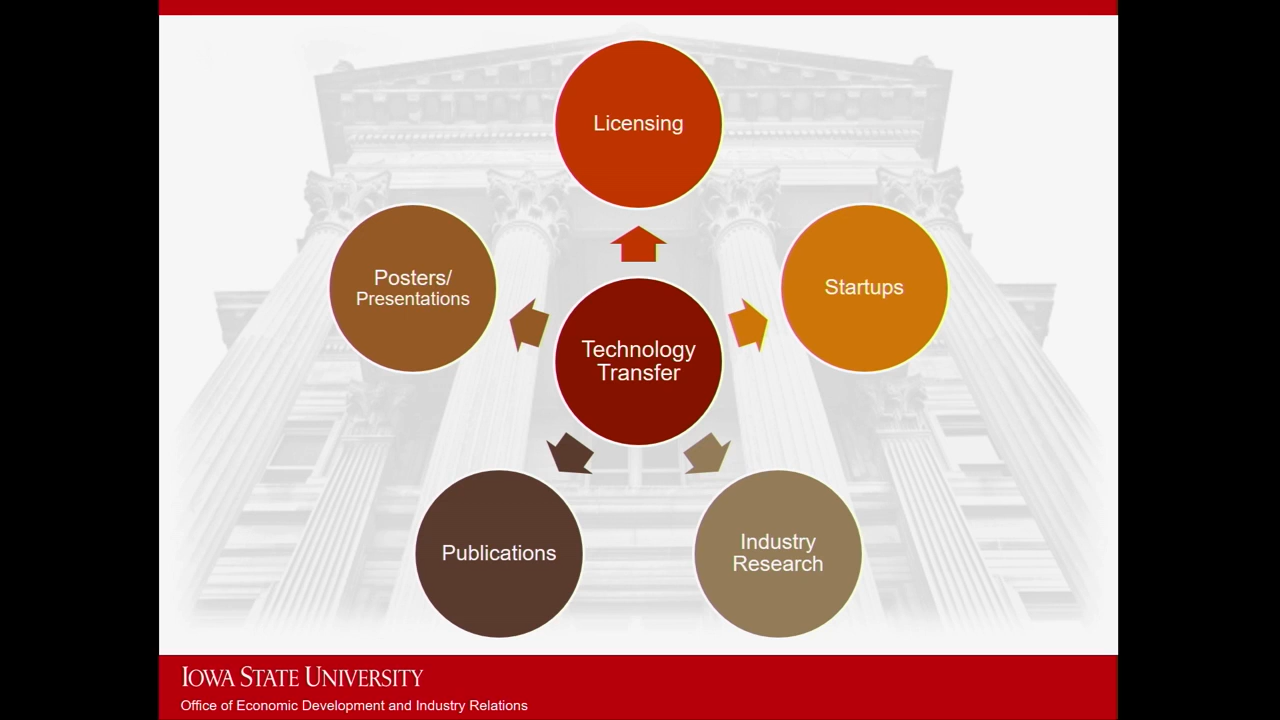 Licensing
Posters/
Presentations
Startups
Technology
Transfer
Publications
Industry
Research
IOWA STATE UNIVERSITY
Office of Economic Development and Industry Relations